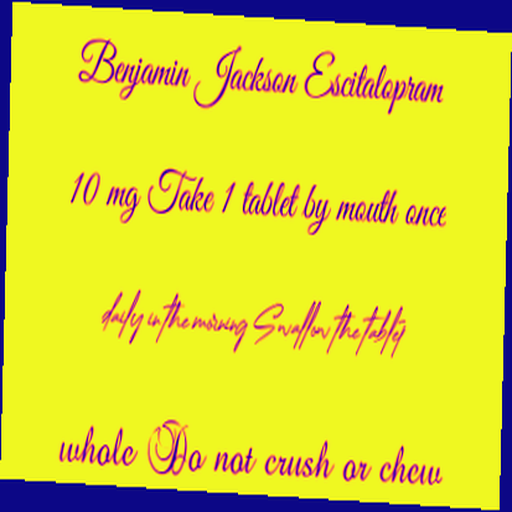 Benjamin Jackson Escitalopram
10 mg Take 1 tablet by mouth once
daily in the morning Swallow the tablet
whole Do not crush or chew